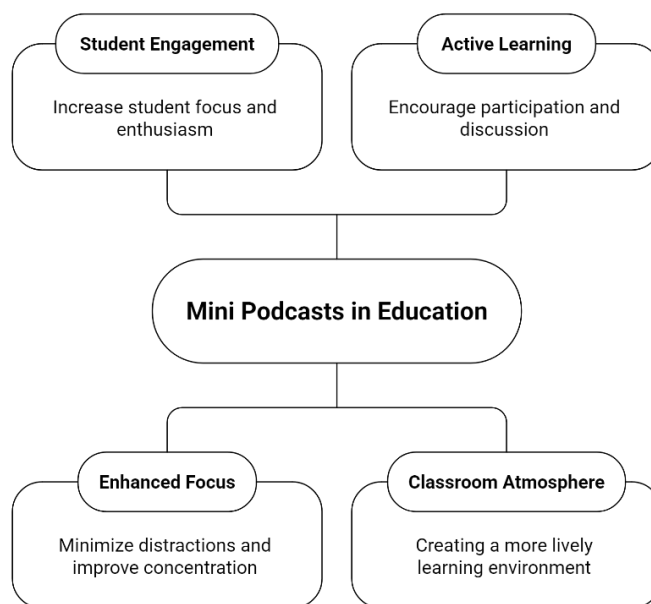 Student Engagement
Increase student focus and
enthusiasm
Active Learning
Encourage participation and
discussion
Mini Podcasts in Education
Enhanced Focus
Minimize distractions and
improve concentration
Classroom Atmosphere
Creating a more lively
learning environment